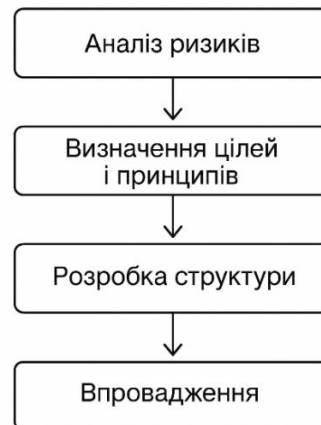 Аналіз ризиків
Визначення цілей
і принципів
Розробка структури
Впровадження